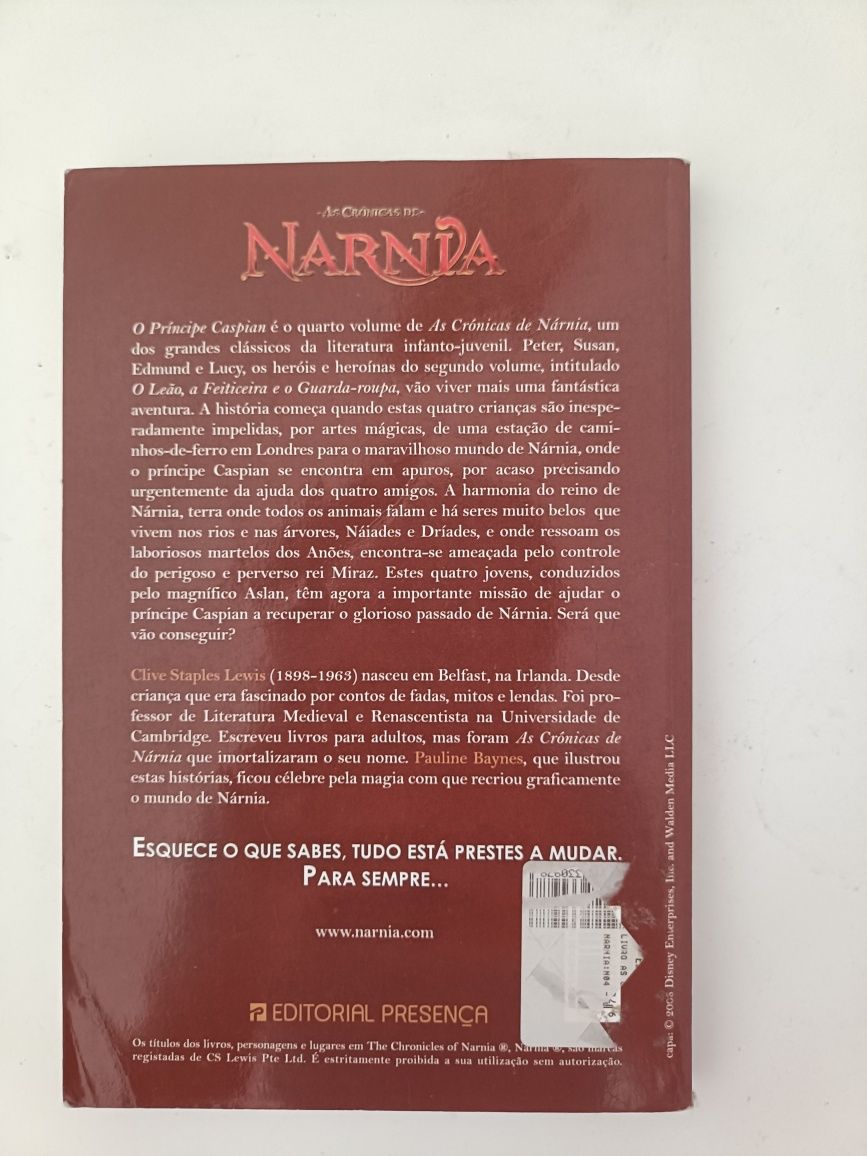 -AS CRÓNICAS DE-
NARNIA
O Príncipe Caspian é o quarto volume de As Crónicas de Nárnia, um
dos grandes clássicos da literatura infanto-juvenil. Peter, Susan,
Edmund e Lucy, os heróis e heroínas do segundo volume, intitulado
O Leão, a Feiticeira e o Guarda-roupa, vão viver mais uma fantástica
aventura. A história começa quando estas quatro crianças são inespe-
radamente impelidas, por artes mágicas, de uma estação de cami-
nhos-de-ferro em Londres para o maravilhoso mundo de Nárnia, onde
o príncipe Caspian se encontra em apuros, por acaso precisando
urgentemente da ajuda dos quatro amigos. A harmonia do reino de
Nárnia, terra onde todos os animais falam e há seres muito belos que
vivem nos rios e nas árvores, Náiades e Dríades, e onde ressoam os
laboriosos martelos dos Anões, encontra-se ameaçada pelo controle
do perigoso e perverso rei Miraz. Estes quatro jovens, conduzidos
pelo magnífico Aslan, têm agora a importante missão de ajudar o
príncipe Caspian a recuperar o glorioso passado de Nárnia. Será que
vão conseguir?
Clive Staples Lewis (1898-1963) nasceu em Belfast, na Irlanda. Desde
criança que era fascinado por contos de fadas, mitos e lendas. Foi pro-
fessor de Literatura Medieval e Renascentista na Universidade de
Cambridge. Escreveu livros para adultos, mas foram As Crónicas de
Nárnia que imortalizaram o seu nome. Pauline Baynes, que ilustrou
estas histórias, ficou célebre pela magia com que recriou graficamente
o mundo de Nárnia.
ESQUECE O QUE SABES, TUDO ESTÁ PRESTES A MUDAR.
PARA SEMPRE...
www.narnia.com
EDITORIAL PRESENÇA
Os títulos dos livros, personagens e lugares em The Chronicles of Narnia ®, Narnia ®, são marcas
registadas de CS Lewis Pte Ltd. É estritamente proibida a sua utilização sem autorização.
LIVRO AS
NARNIA:N04 -
capa: © 2008 Disney Enterprises, Inc. and Walden Media LLC